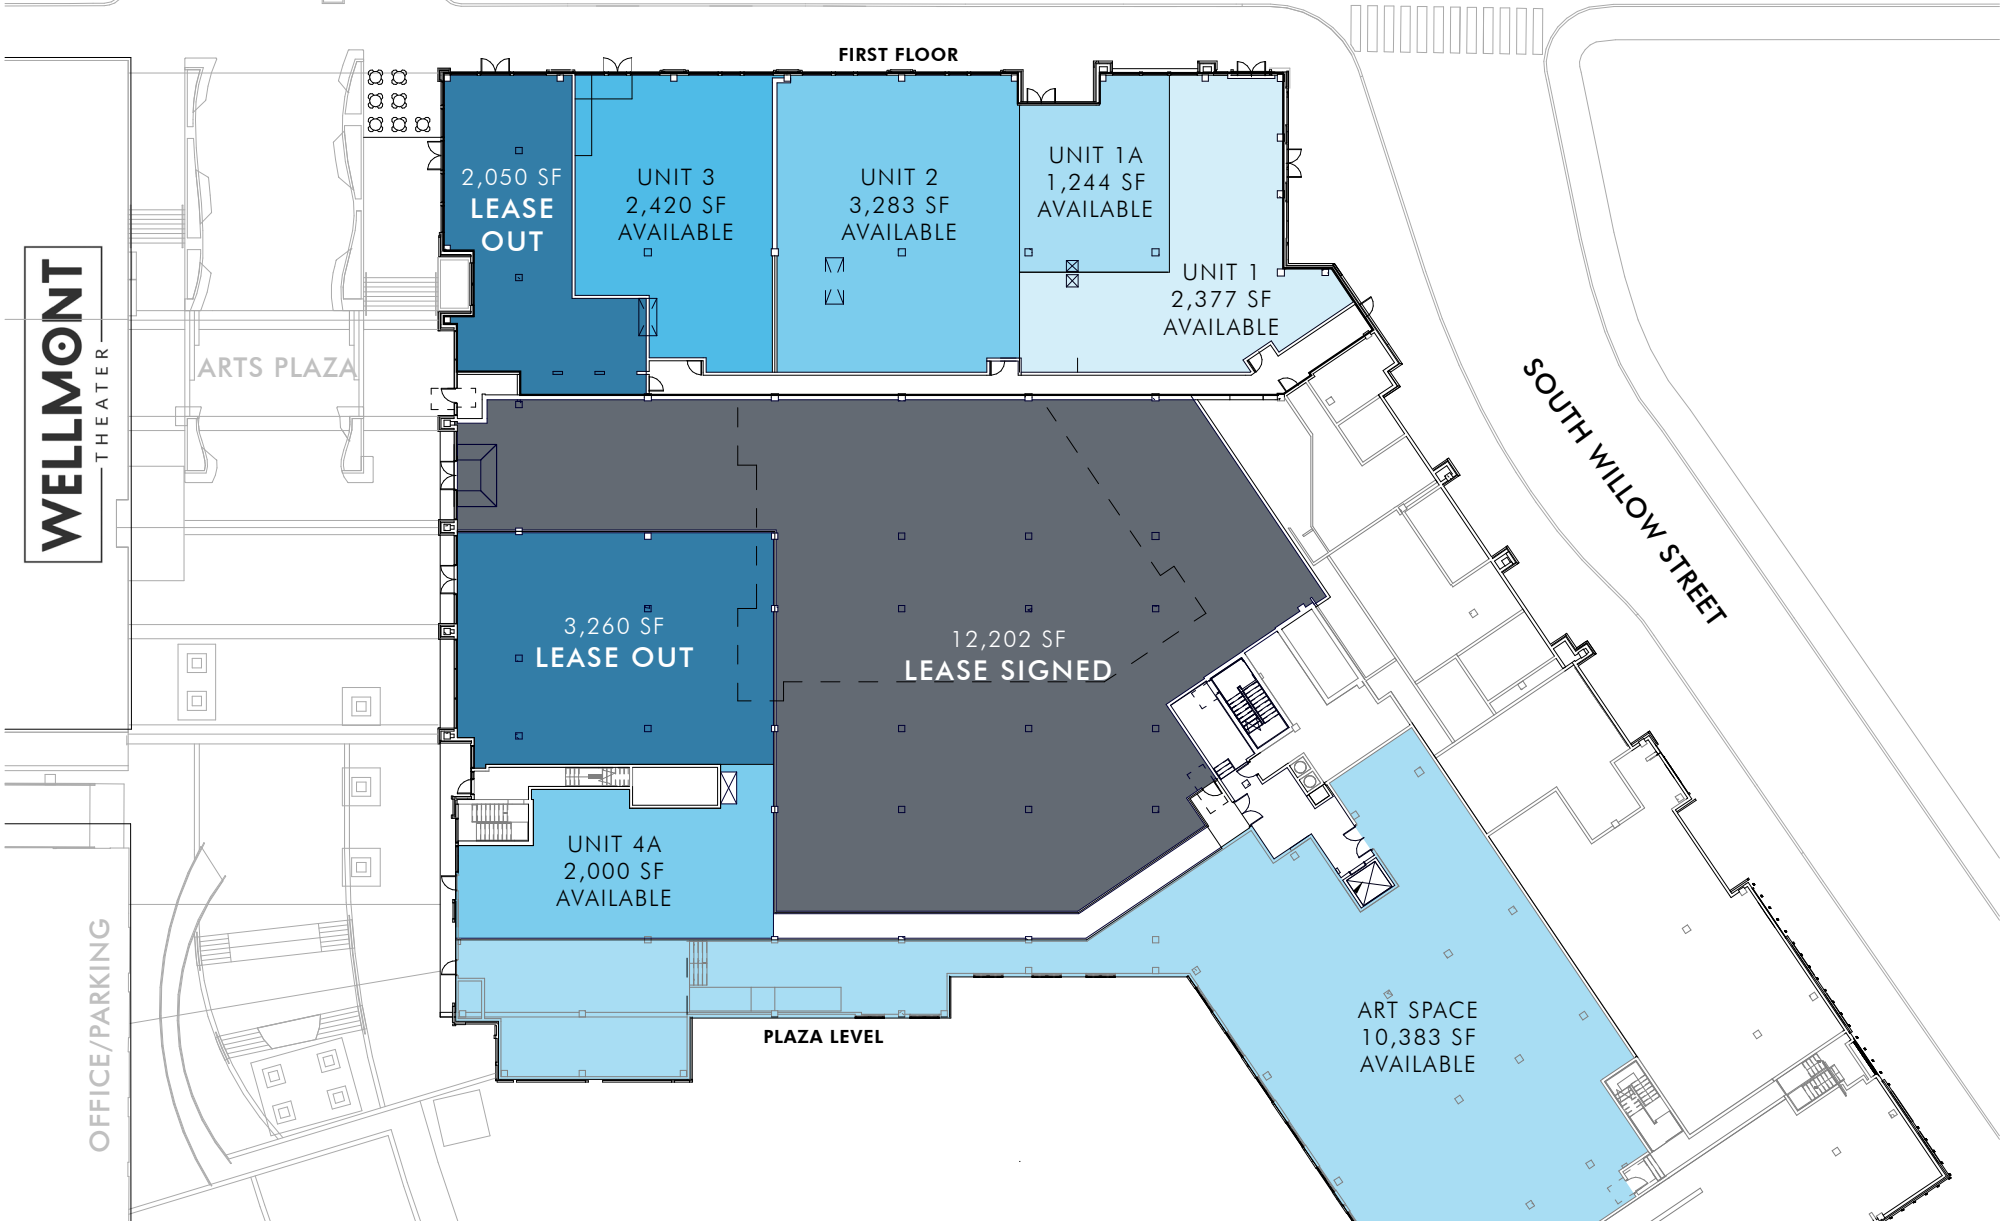 FIRST FLOOR
2,050 SF
LEASE
OUT
UNIT 3
2,420 SF
AVAILABLE
UNIT 2
3,283 SF
AVAILABLE
UNIT 1A
1,244 SF
AVAILABLE
UNIT 1
2,377 SF
AVAILABLE
WELLMONT
THEATER
ARTS PLAZA
SOUTH WILLOW STREET
3,260 SF
LEASE OUT
12,202 SF
LEASE SIGNED
UNIT 4A
2,000 SF
AVAILABLE
OFFICE/PARKING
PLAZA LEVEL
ART SPACE
10,383 SF
AVAILABLE